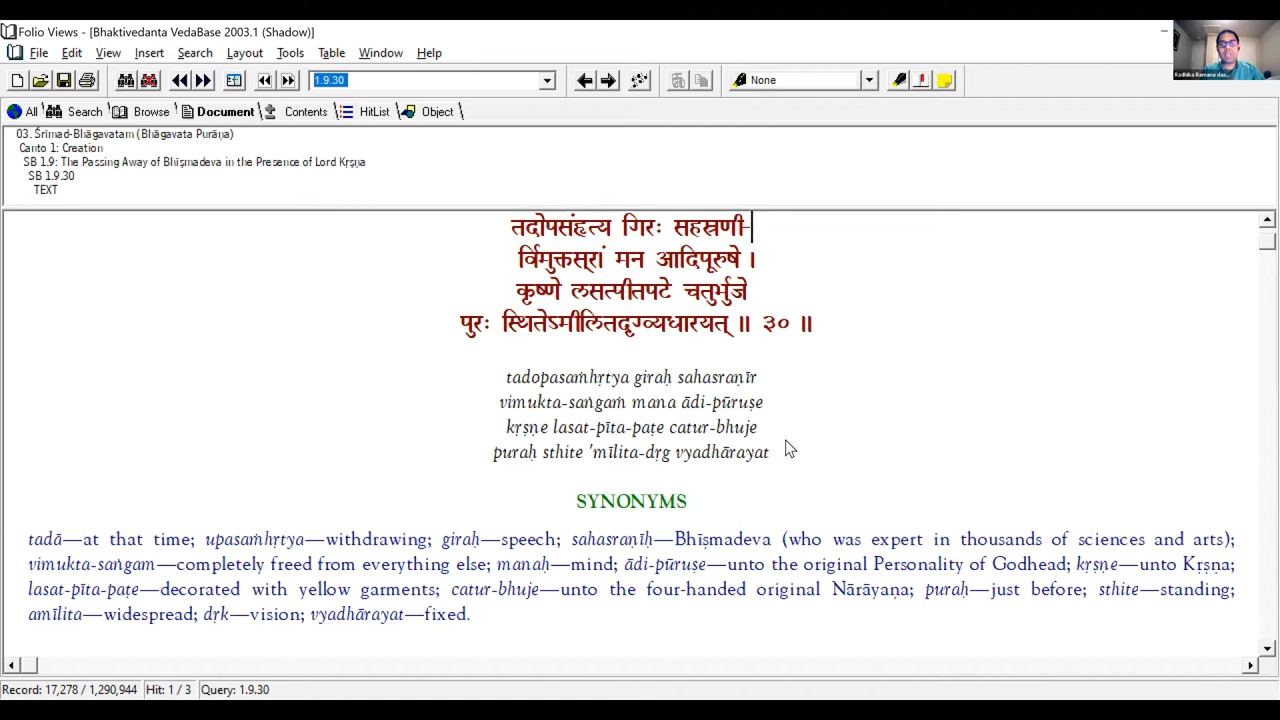 Folio Views - [Bhaktivedanta VedaBase 2003.1 (Shadow)]
File Edit View Insert Search Layout Tools Table Window Help
1.9.30 None
All Search Browse Document Contents HitList Object
03. Śrīmad-Bhāgavatam (Bhāgavata Purāṇa)
Canto 1: Creation
SB 1.9: The Passing Away of Bhīṣmadeva in the Presence of Lord Kṛṣṇa
SB 1.9.30
TEXT
तदोपसंहृत्य गिरः सहस्रणी-
र्विमुक्तस्रां मन आदिपूरुषे ।
कृष्णे लसत्पीतपटे चतुर्भुजे
पुरः स्थितेऽमीलितदृग्व्यधारयत् ॥ ३० ॥
tadopasaṁhṛtya giraḥ sahasraṇīr
vimukta-saṅgaṁ mana ādi-pūruṣe
kṛṣṇe lasat-pīta-paṭe catur-bhuje
puraḥ sthite 'mīlita-dṛg vyadhārayat
SYNONYMS
tadā—at that time; upasaṁhṛtya—withdrawing; giraḥ—speech; sahasraṇīḥ—Bhīṣmadeva (who was expert in thousands of sciences and arts);
vimukta-saṅgam—completely freed from everything else; manaḥ—mind; ādi-pūruṣe—unto the original Personality of Godhead; kṛṣṇe—unto Kṛṣṇa;
lasat-pīta-paṭe—decorated with yellow garments; catur-bhuje—unto the four-handed original Nārāyaṇa; puraḥ—just before; sthite—standing;
amīlita—widespread; dṛk—vision; vyadhārayat—fixed.
Record: 17,278 / 1,290,944 Hit: 1 / 3 Query: 1.9.30
Radhika Ramana das...